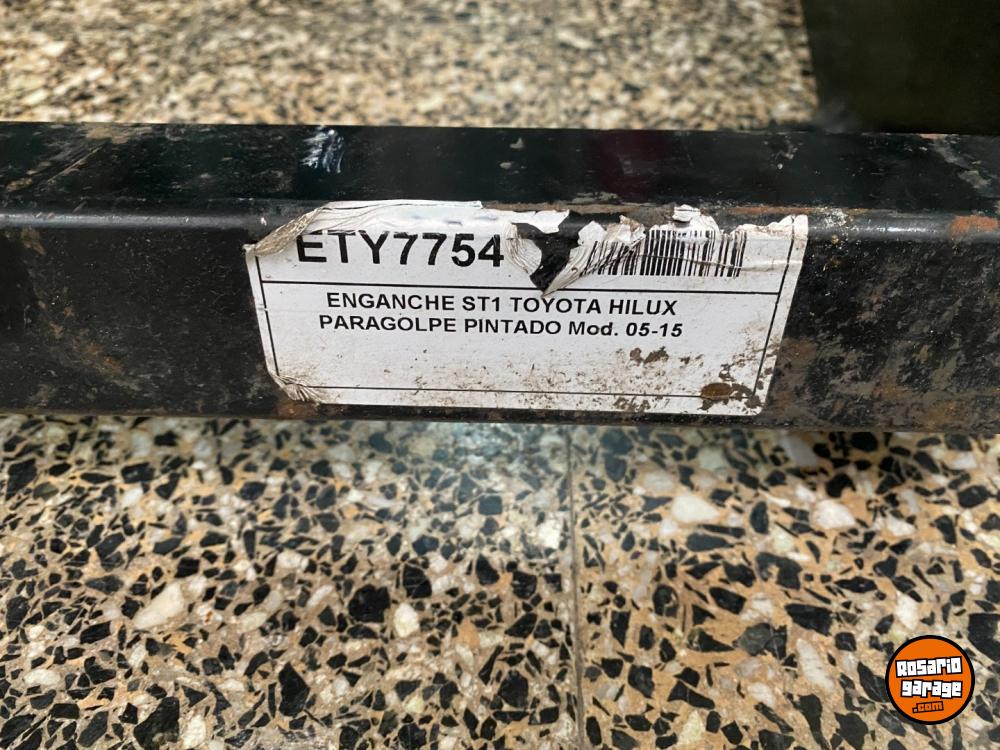 ETY7754
ENGANCHE ST1 TOYOTA HILUX
PARAGOLPE PINTADO Mod. 05-15
Rosario
garage
.com